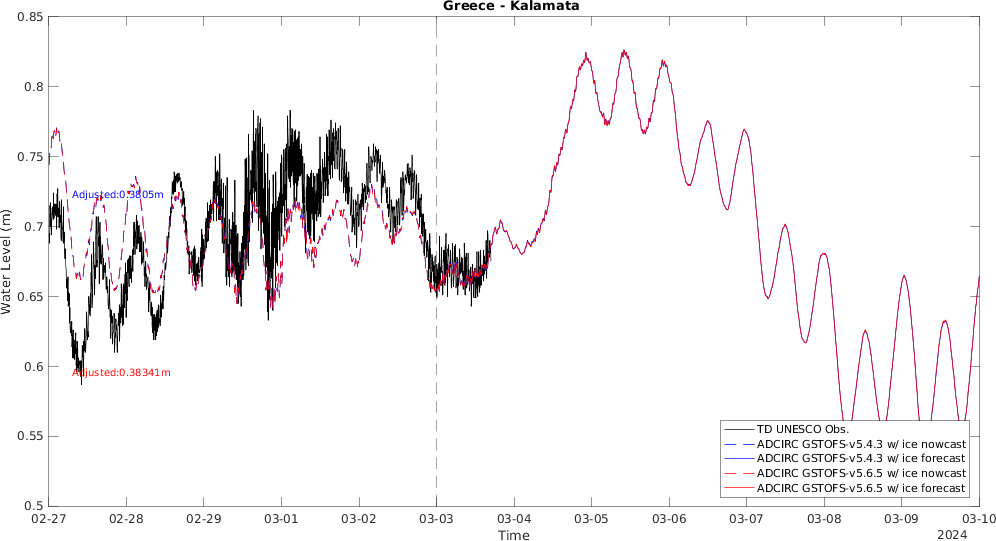 Greece - Kalamata
0.85
0.8
0.75
0.7
0.65
0.6
0.55
0.5
Water Level (m)
Adjusted:0.3805m
Adjusted:0.38341m
TD UNESCO Obs.
ADCIRC GSTOFS-v5.4.3 w/ ice nowcast
ADCIRC GSTOFS-v5.4.3 w/ ice forecast
ADCIRC GSTOFS-v5.6.5 w/ ice nowcast
ADCIRC GSTOFS-v5.6.5 w/ ice forecast
02-27 02-28 02-29 03-01 03-02 03-03 03-04 03-05 03-06 03-07 03-08 03-09 03-10
Time
2024